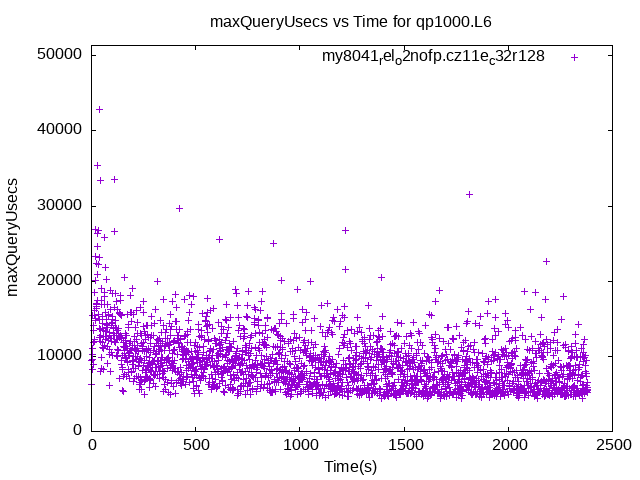 maxQueryUsecs vs Time for qp1000.L6
my8041rel_o2nofp.cz11e_c32r128
50000
40000
30000
20000
10000
0
maxQueryUsecs
0 500 1000 1500 2000 2500
Time(s)